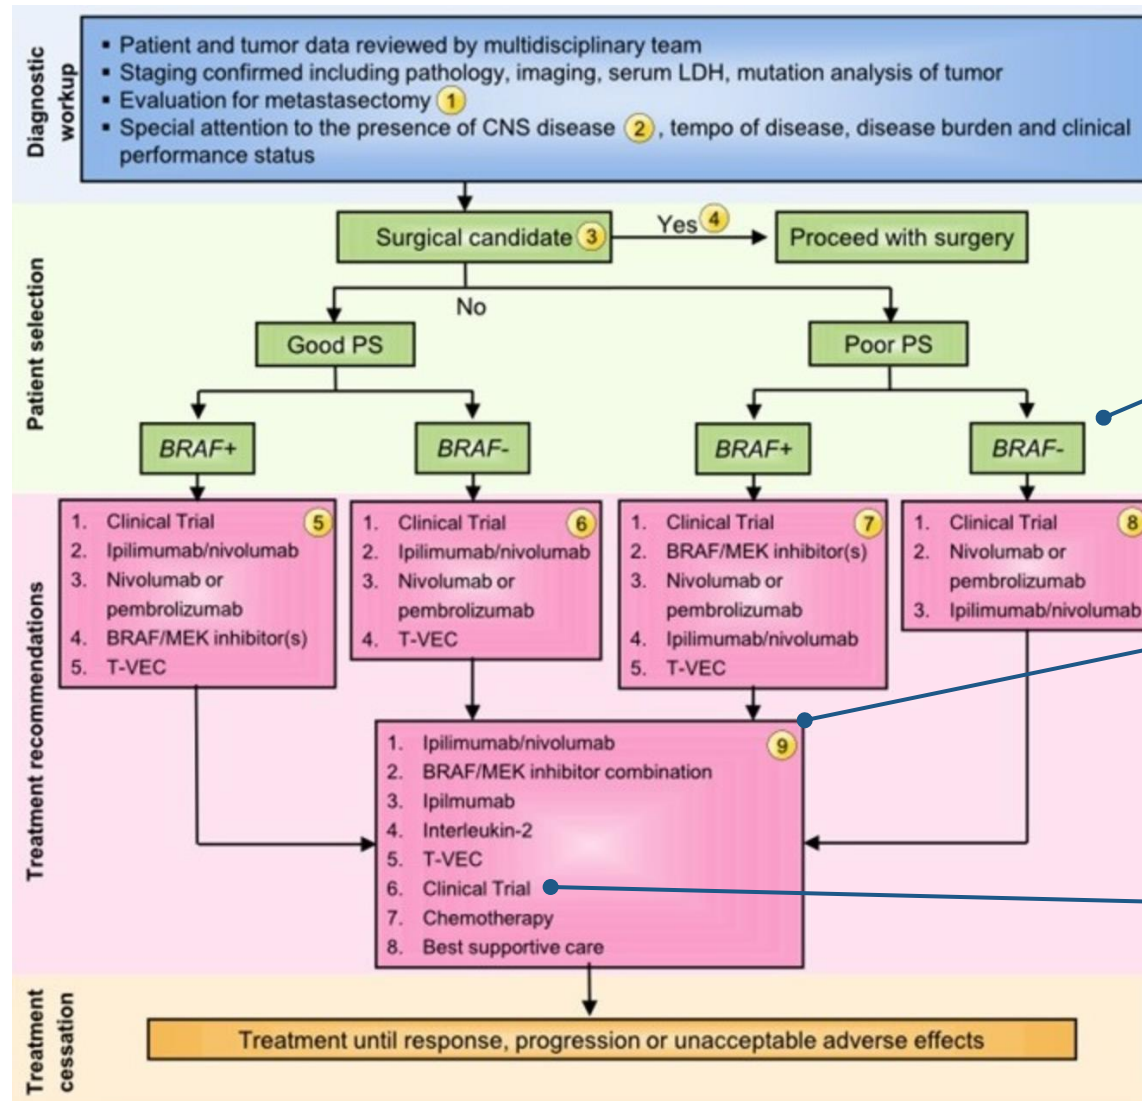 Diagnostic
workup
▪ Patient and tumor data reviewed by multidisciplinary team
▪ Staging confirmed including pathology, imaging, serum LDH, mutation analysis of tumor
▪ Evaluation for metastasectomy 1
▪ Special attention to the presence of CNS disease 2, tempo of disease, disease burden and clinical
performance status
Patient selection
Surgical candidate 3
Yes 4
Proceed with surgery
No
Good PS
Poor PS
BRAF+
BRAF-
BRAF+
BRAF-
Treatment recommendations
5
1. Clinical Trial
2. Ipilimumab/nivolumab
3. Nivolumab or
pembrolizumab
4. BRAF/MEK inhibitor(s)
5. T-VEC
6
1. Clinical Trial
2. Ipilimumab/nivolumab
3. Nivolumab or
pembrolizumab
4. T-VEC
7
1. Clinical Trial
2. BRAF/MEK inhibitor(s)
3. Nivolumab or
pembrolizumab
4. Ipilimumab/nivolumab
5. T-VEC
8
1. Clinical Trial
2. Nivolumab or
pembrolizumab
3. Ipilimumab/nivolumab
9
1. Ipilimumab/nivolumab
2. BRAF/MEK inhibitor combination
3. Ipilmumab
4. Interleukin-2
5. T-VEC
6. Clinical Trial
7. Chemotherapy
8. Best supportive care
Treatment
cessation
Treatment until response, progression or unacceptable adverse effects